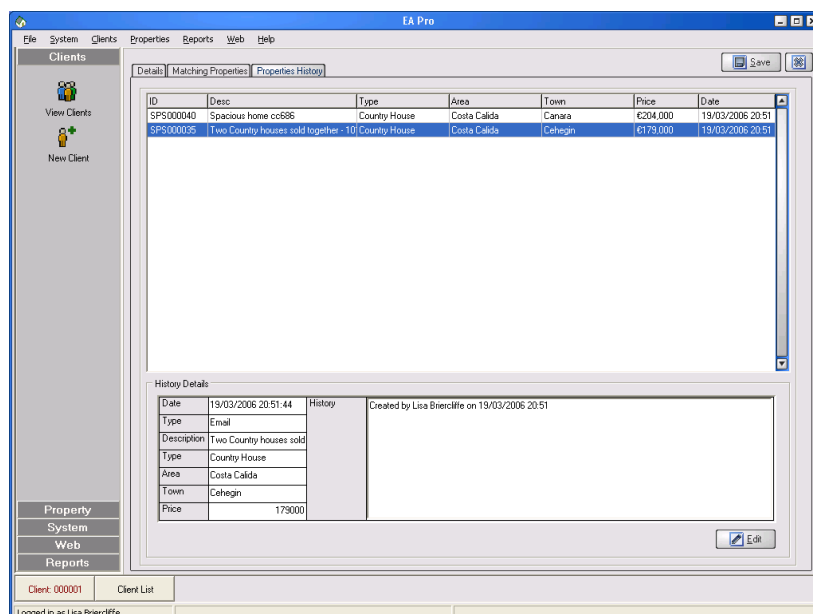 EA Pro
File System Clients Properties Reports Web Help
Clients
Save
Details Matching Properties Properties History
View Clients
New Client
ID Desc Type Area Town Price Date
SPS000040 Spacious home cc686 Country House Costa Calida Canara €204,000 19/03/2006 20:51
SPS000035 Two Country houses sold together - 10 Country House Costa Calida Cehegin €179,000 19/03/2006 20:51
History Details
Date 19/03/2006 20:51:44 History Created by Lisa Briercliffe on 19/03/2006 20:51
Type Email
Description Two Country houses sold
Type Country House
Area Costa Calida
Town Cehegin
Price 179000
Property
System
Web
Reports
Edit
Client: 000001 Client List
Logged in as Lisa Briercliffe